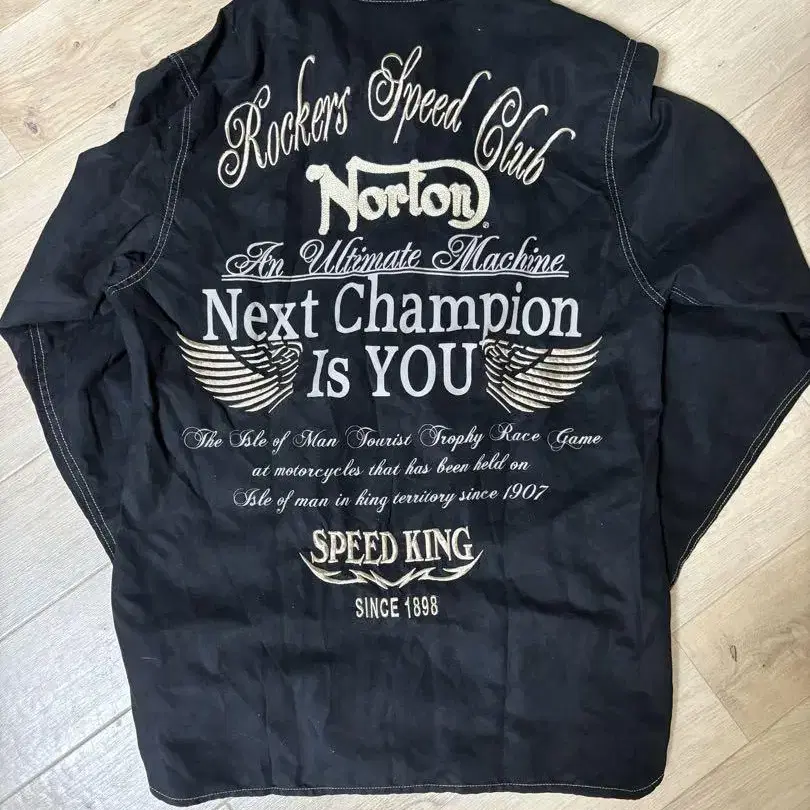 Rockers Speed Club
Norton®
An Ultimate Machine
Next Champion
Is YOU
The Isle of Man Tourist Trophy Race Game
at motorcycles that has been held on
Isle of man in king territory since 1907
SPEED KING
SINCE 1898